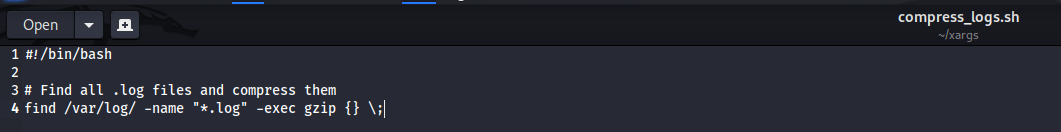 Open
compress_logs.sh
~/xargs
1 #!/bin/bash
2
3 # Find all .log files and compress them
4 find /var/log/ -name "*.log" -exec gzip {} \;